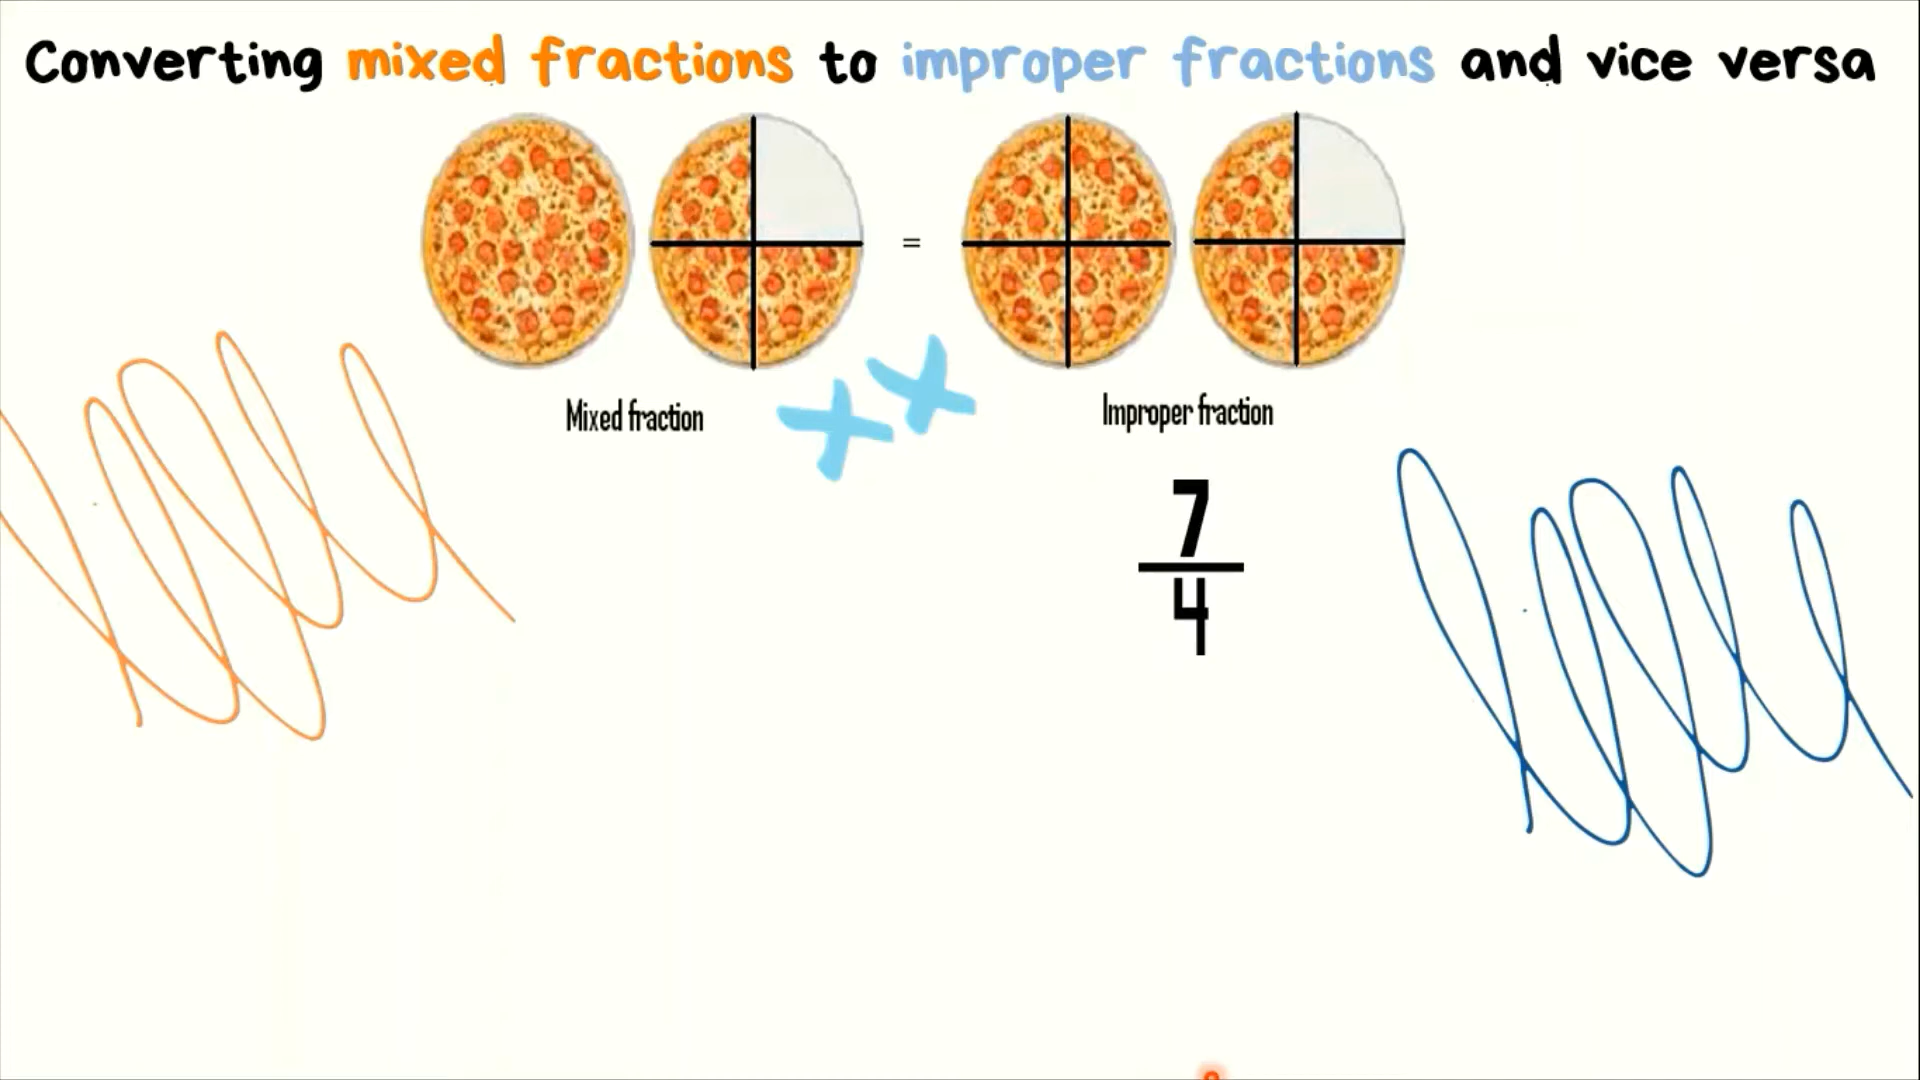 Converting mixed fractions to improper fractions and vice versa
=
Mixed fraction
Improper fraction
7
4